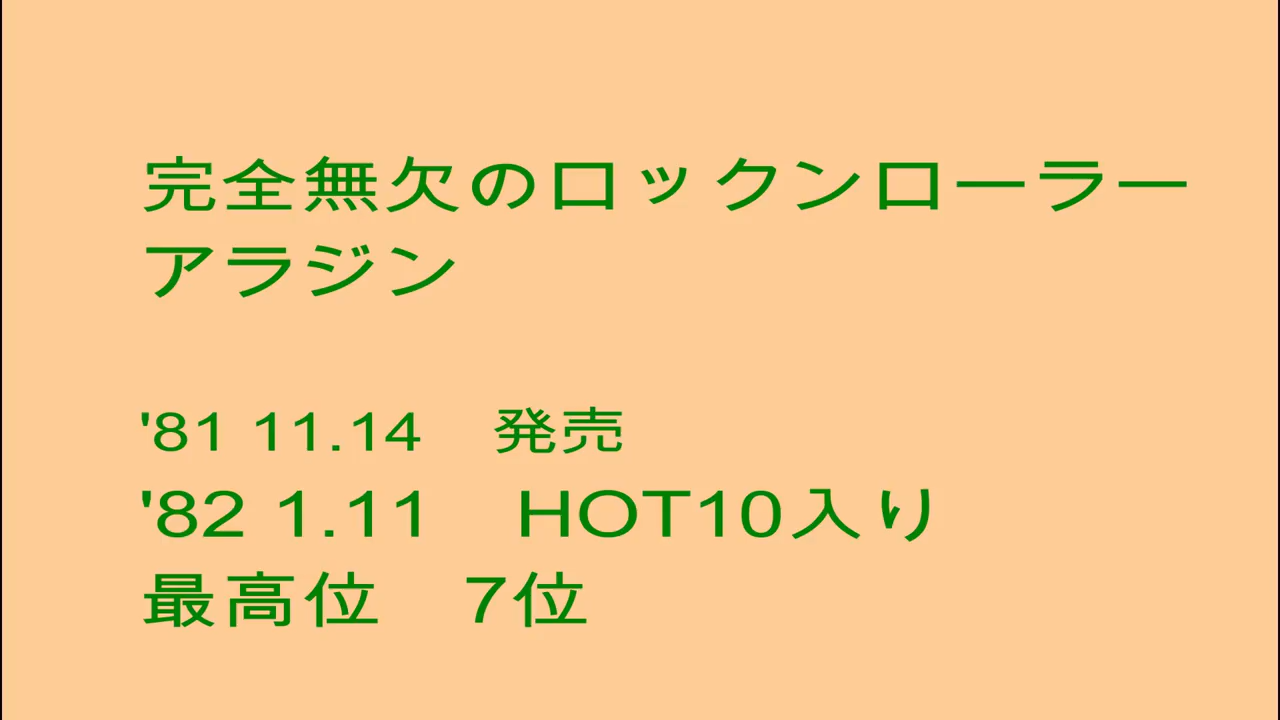 完全無欠のロックンローラー
アラジン
'81 11.14　発売
'82 1.11　HOT10入り
最高位　7位